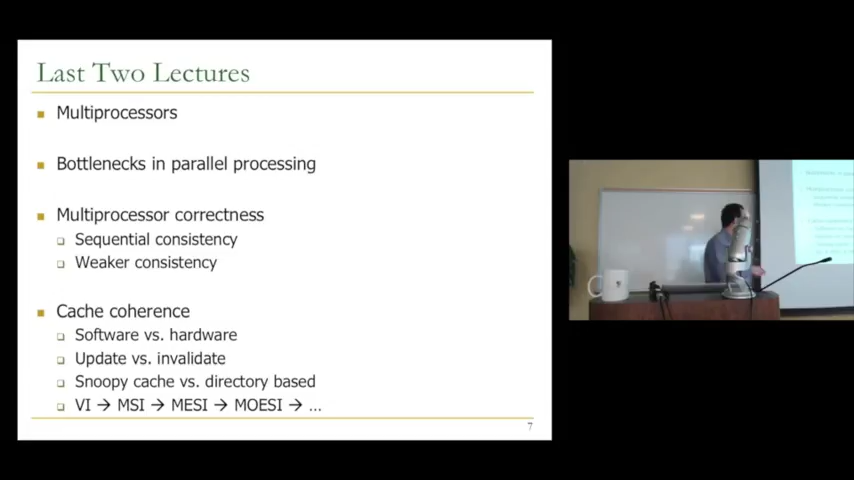 Last Two Lectures
■ Multiprocessors
■ Bottlenecks in parallel processing
■ Multiprocessor correctness
❑ Sequential consistency
❑ Weaker consistency
■ Cache coherence
❑ Software vs. hardware
❑ Update vs. invalidate
❑ Snoopy cache vs. directory based
❑ VI → MSI → MESI → MOESI → ...
7